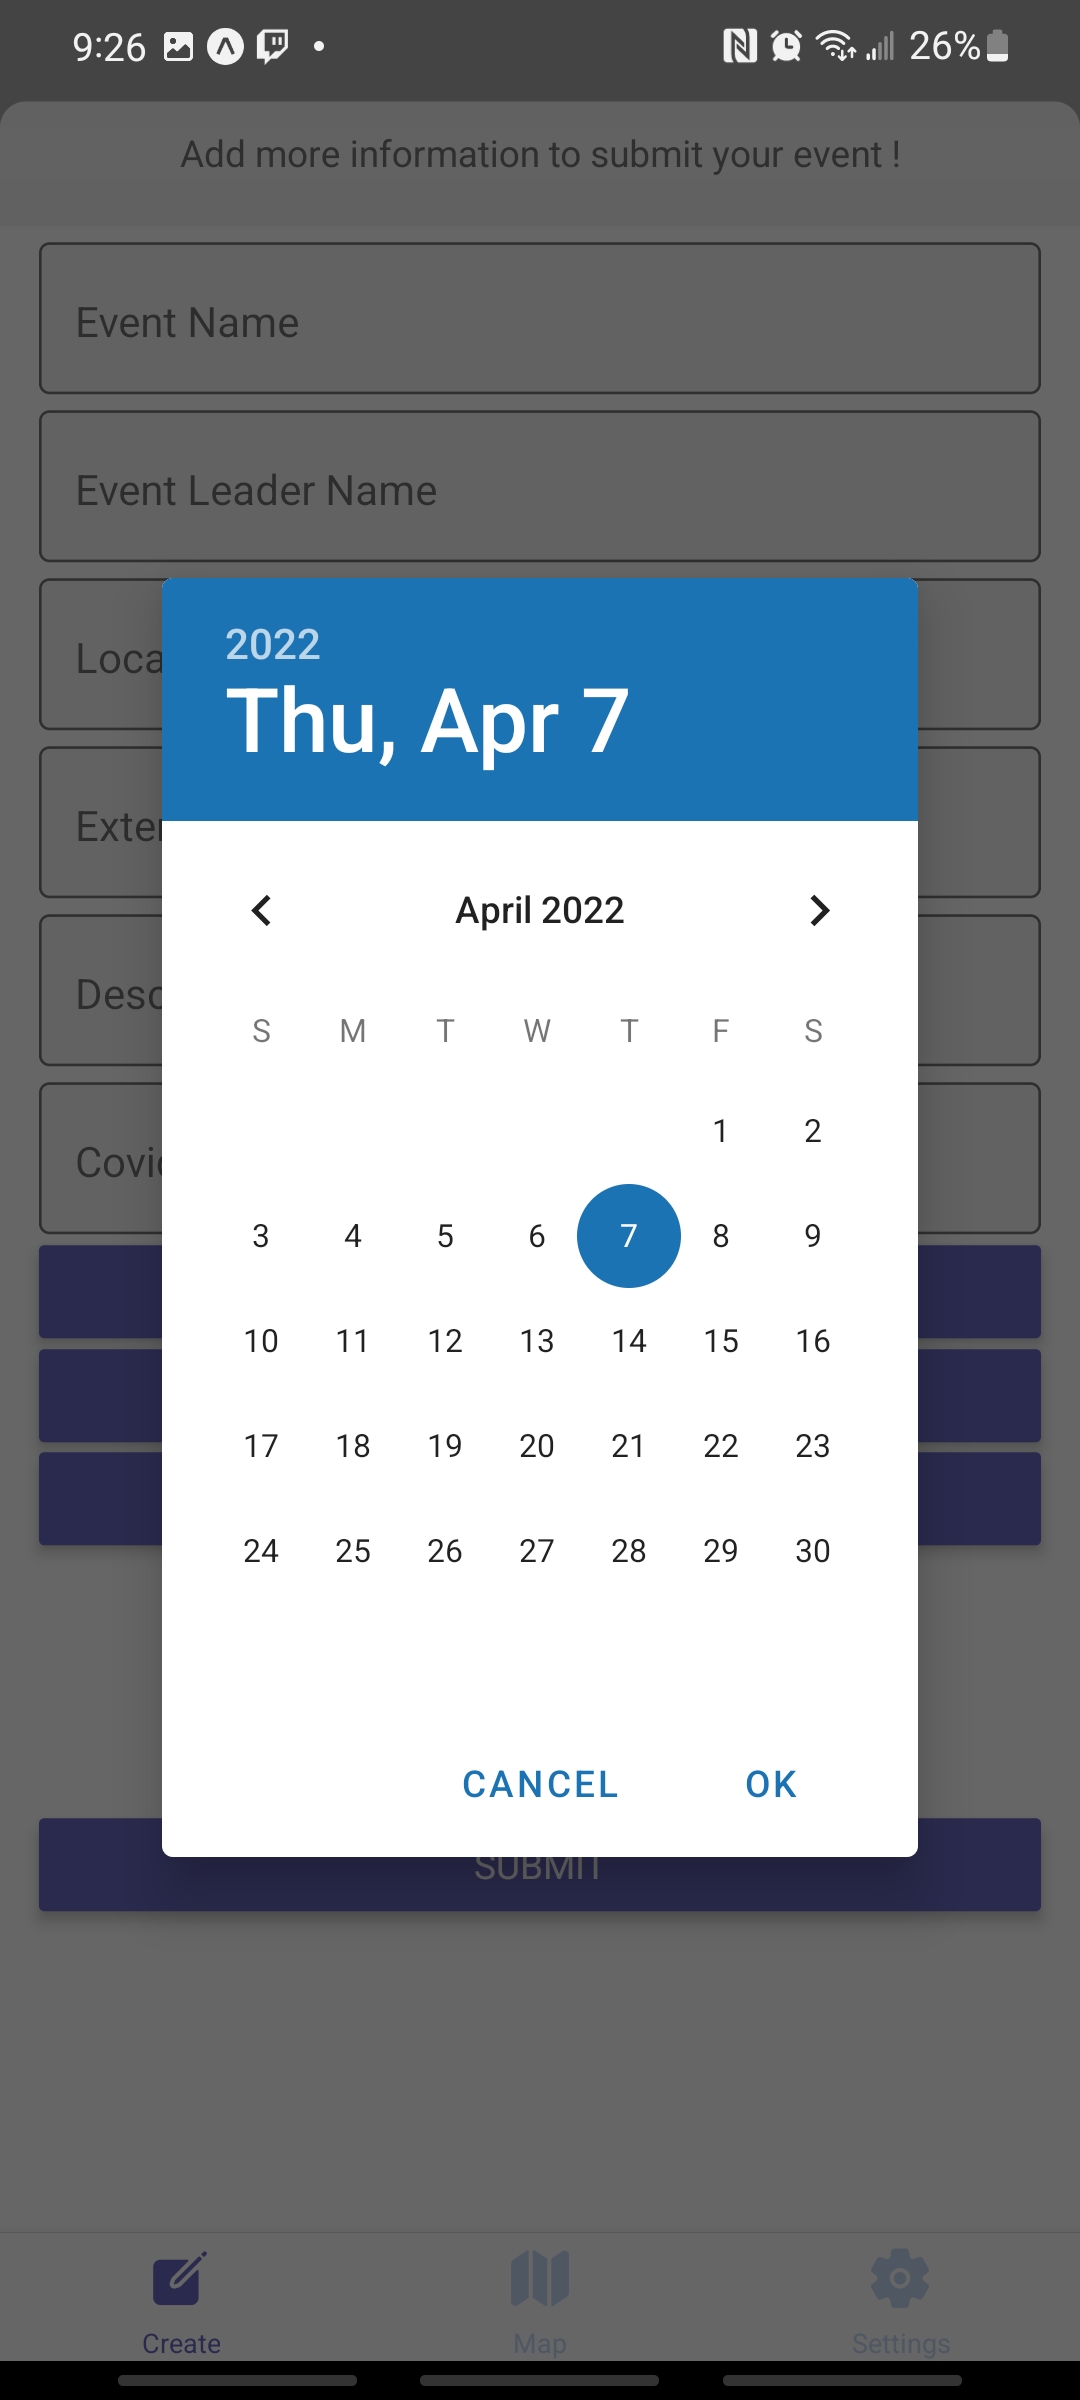 9:26
26%
Add more information to submit your event !
Event Name
Event Leader Name
Loca
Exte
Desc
Covi
2022
Thu, Apr 7
April 2022
S M T W T F S
1 2
3 4 5 6 7 8 9
10 11 12 13 14 15 16
17 18 19 20 21 22 23
24 25 26 27 28 29 30
CANCEL OK
SUBMIT
Create Map Settings